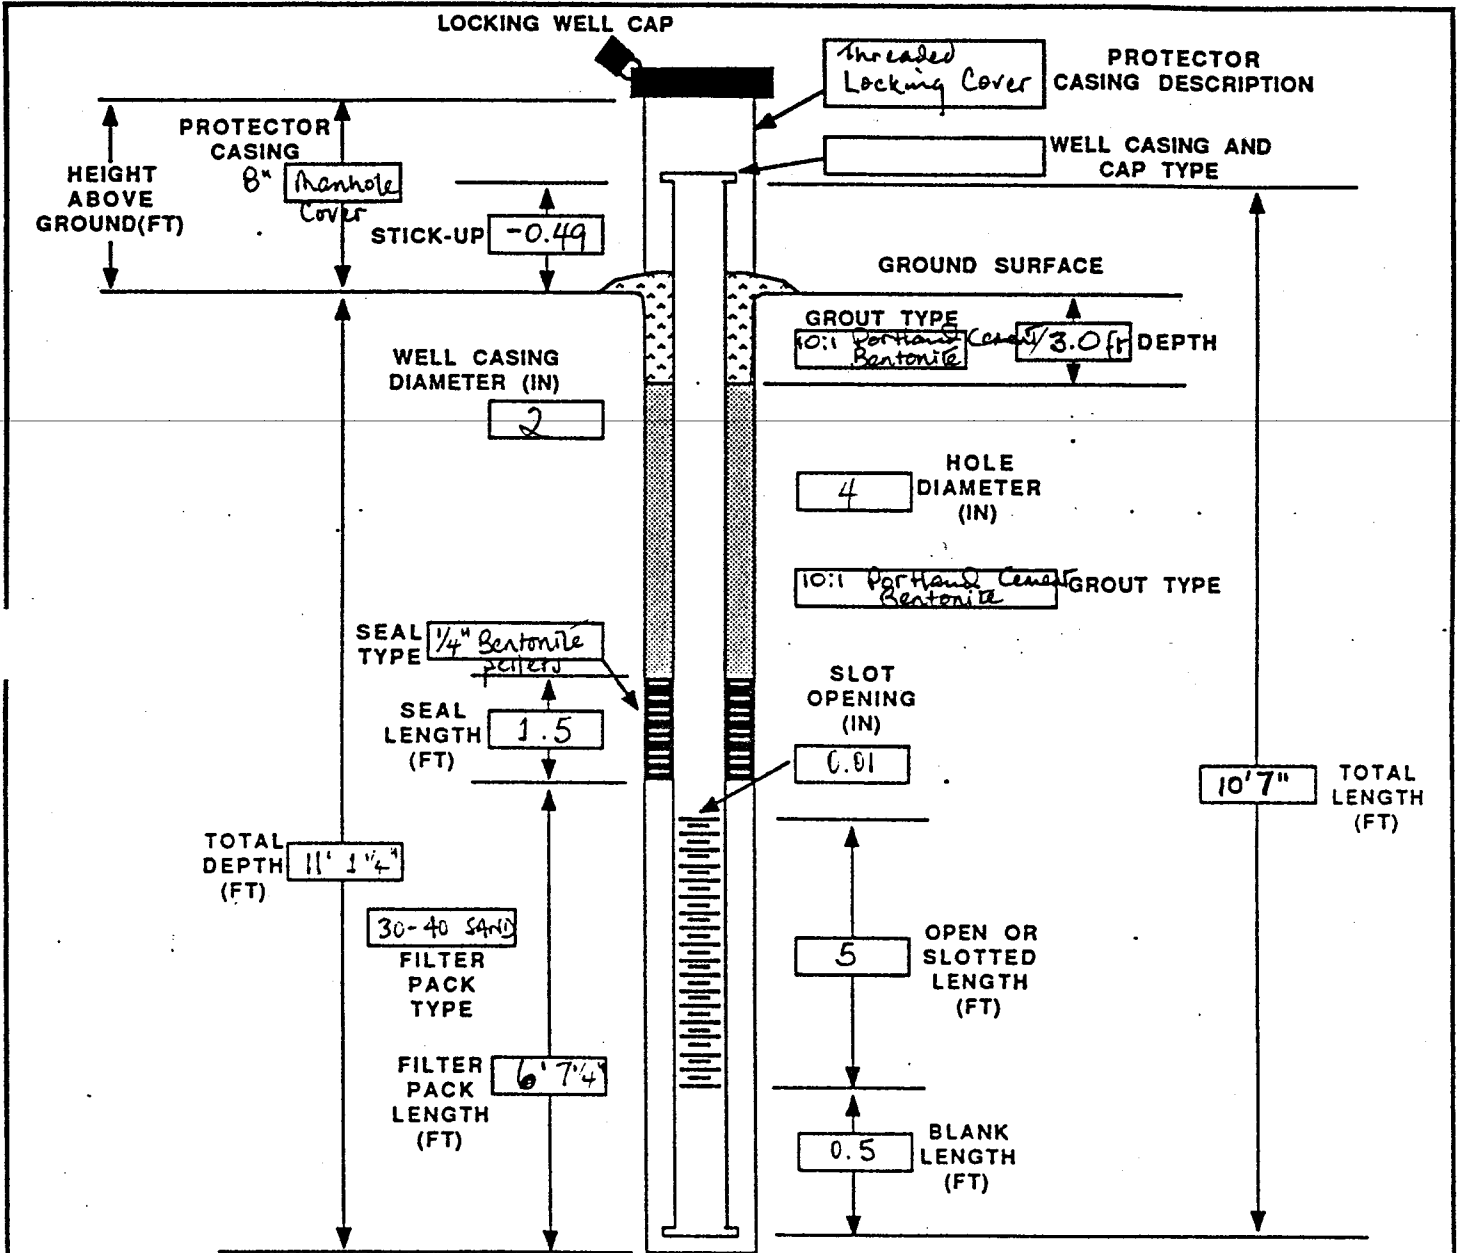 LOCKING WELL CAP
Threaded
Locking Cover
PROTECTOR
CASING DESCRIPTION
PROTECTOR
CASING
8" Manhole
Cover
HEIGHT
ABOVE
GROUND(FT)
WELL CASING AND
CAP TYPE
STICK-UP -0.49
GROUND SURFACE
GROUT TYPE
10:1 Portland Cement/
Bentonite
3.0 ft DEPTH
WELL CASING
DIAMETER (IN)
2
HOLE
DIAMETER
(IN)
4
10:1 Portland Cement
Bentonite
GROUT TYPE
SEAL
TYPE
1/4" Bentonite
pellets
SLOT
OPENING
(IN)
0.01
SEAL
LENGTH
(FT)
1.5
10'7"
TOTAL
LENGTH
(FT)
TOTAL
DEPTH
(FT)
11' 1 1/4"
30-40 SAND
FILTER
PACK
TYPE
5
OPEN OR
SLOTTED
LENGTH
(FT)
FILTER
PACK
LENGTH
(FT)
6' 7 1/4"
0.5
BLANK
LENGTH
(FT)